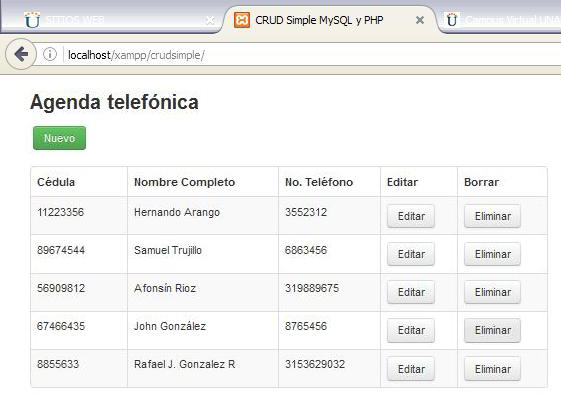 SITIOS WEB
CRUD Simple MySQL y PHP
Campus Virtual UNA
localhost/xampp/crudsimple/
Agenda telefónica
Nuevo
Cédula Nombre Completo No. Teléfono Editar Borrar
11223356 Hernando Arango 3552312 Editar Eliminar
89674544 Samuel Trujillo 6863456 Editar Eliminar
56909812 Afonsín Rioz 319889675 Editar Eliminar
67466435 John González 8765456 Editar Eliminar
8855633 Rafael J. Gonzalez R 3153629032 Editar Eliminar